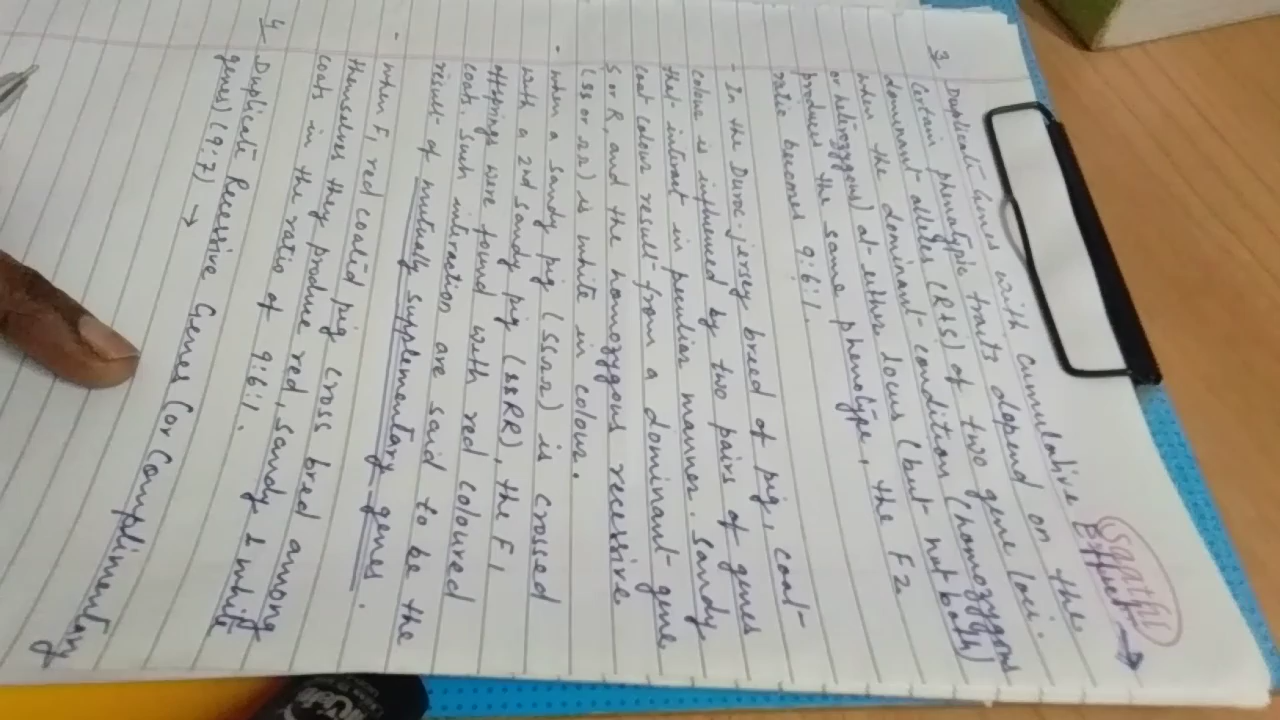 Sapathi
3. Duplicate Genes with cummulative Effect →
Certain phenotypic traits depend on the
dominant alleles (R+S) of two gene loci.
when the dominant condition (homozygous
or heterozygous) at either locus (but not both)
produces the same phenotype, the F2
ratio becomes 9:6:1.
- In the Duroc-jersey breed of pig, coat
colour is influenced by two pairs of genes
that interact in peculiar manner. Sandy
coat colour result from a dominant gene
S or R, and the homozygous recessive
(ss or rr) is white in colour.
- when a sandy pig (SSrr) is crossed
with a 2nd sandy pig (ssRR), the F1
offsprings were found with red coloured
coats. Such interaction are said to be the
result of mutually supplementary genes.
- when F1 red coated pig cross bred among
themselves they produce red, sandy & white
coats in the ratio of 9:6:1.
4. Duplicate Recessive Genes (or Complimentary
genes) (9:7) →